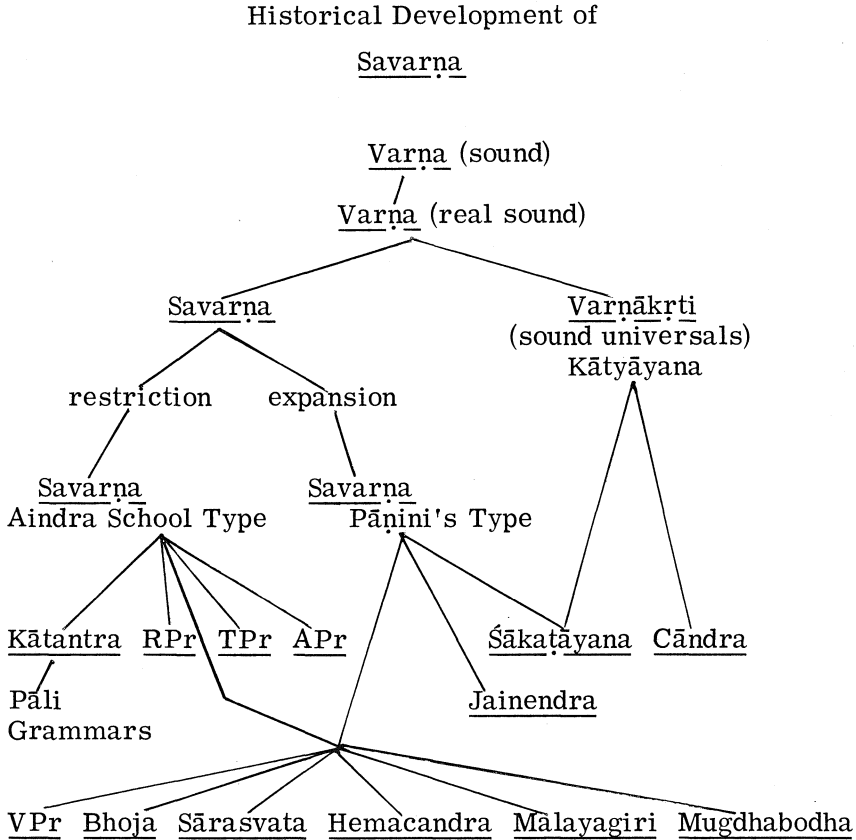 Historical Development of
Savarṇa
Varṇa (sound)
Varṇa (real sound)
Savarṇa
Varṇākṛti
(sound universals)
Kātyāyana
restriction
expansion
Savarṇa
Aindra School Type
Savarṇa
Pāṇini's Type
Kātantra
RPr
TPr
APr
Śākaṭāyana
Cāndra
Pāli
Grammars
Jainendra
VPr
Bhoja
Sārasvata
Hemacandra
Malayagiri
Mugdhabodha